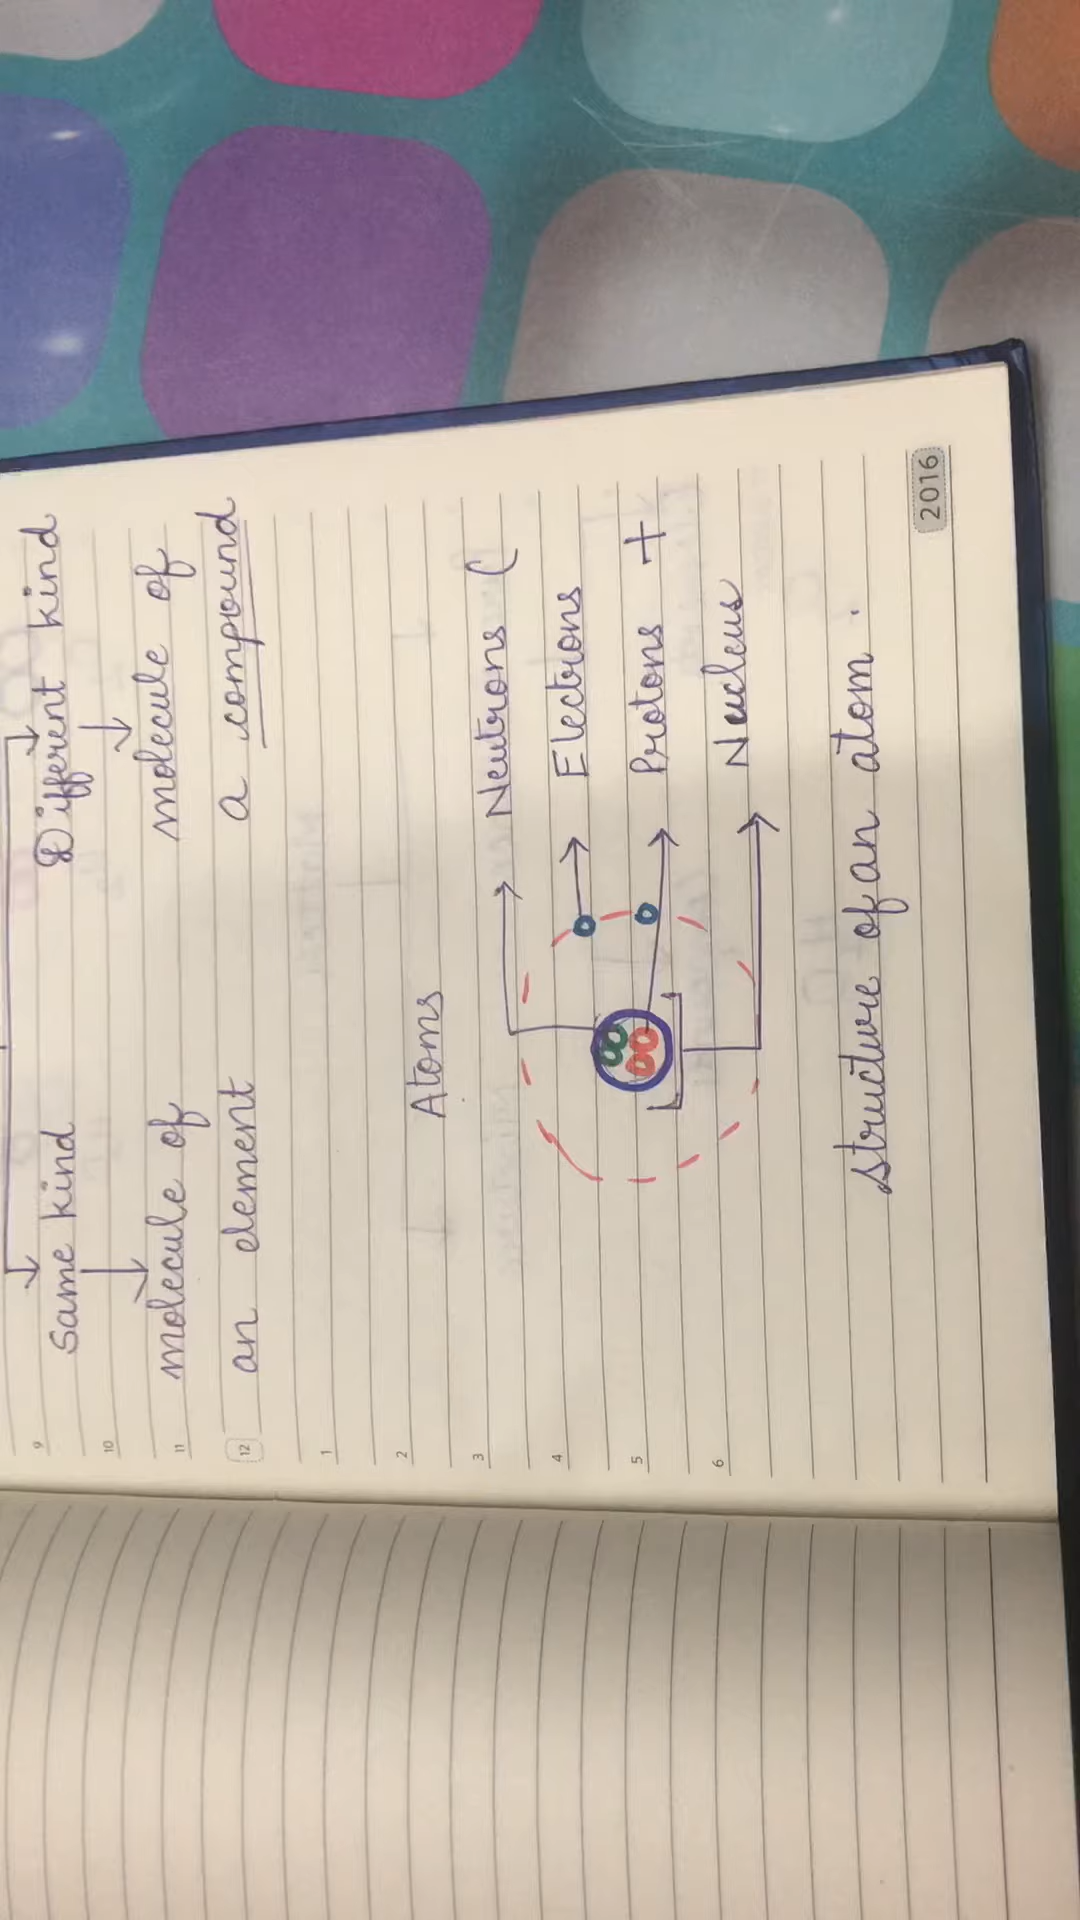 Same kind Different kind
molecule of molecule of
an element a compound
Atoms
Neutrons (
Electrons
Protons +
Nucleus
Structure of an atom.
9
10
11
12
1
2
3
4
5
6
2016